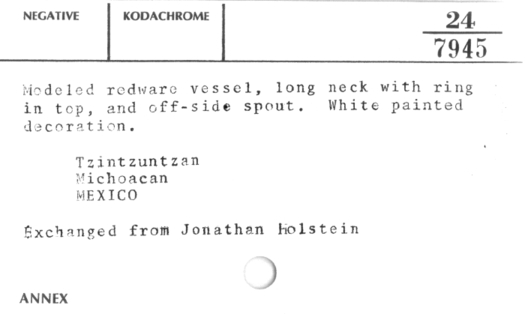 NEGATIVE KODACHROME 24
7945
Modeled redware vessel, long neck with ring
in top, and off-side spout. White painted
decoration.
Tzintzuntzan
Michoacan
MEXICO
Exchanged from Jonathan Holstein
ANNEX